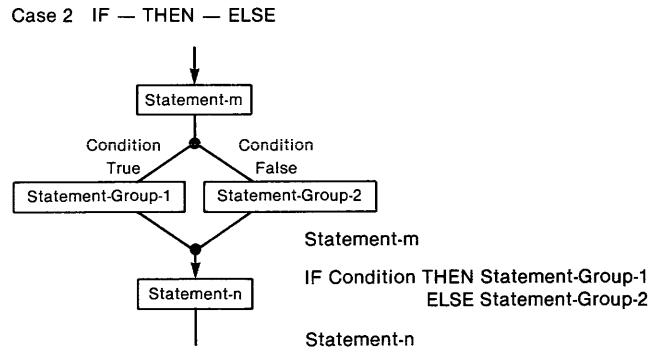 Case 2 IF — THEN — ELSE
Statement-m
Condition Condition
True False
Statement-Group-1 Statement-Group-2
Statement-m
IF Condition THEN Statement-Group-1
Statement-n
ELSE Statement-Group-2
Statement-n